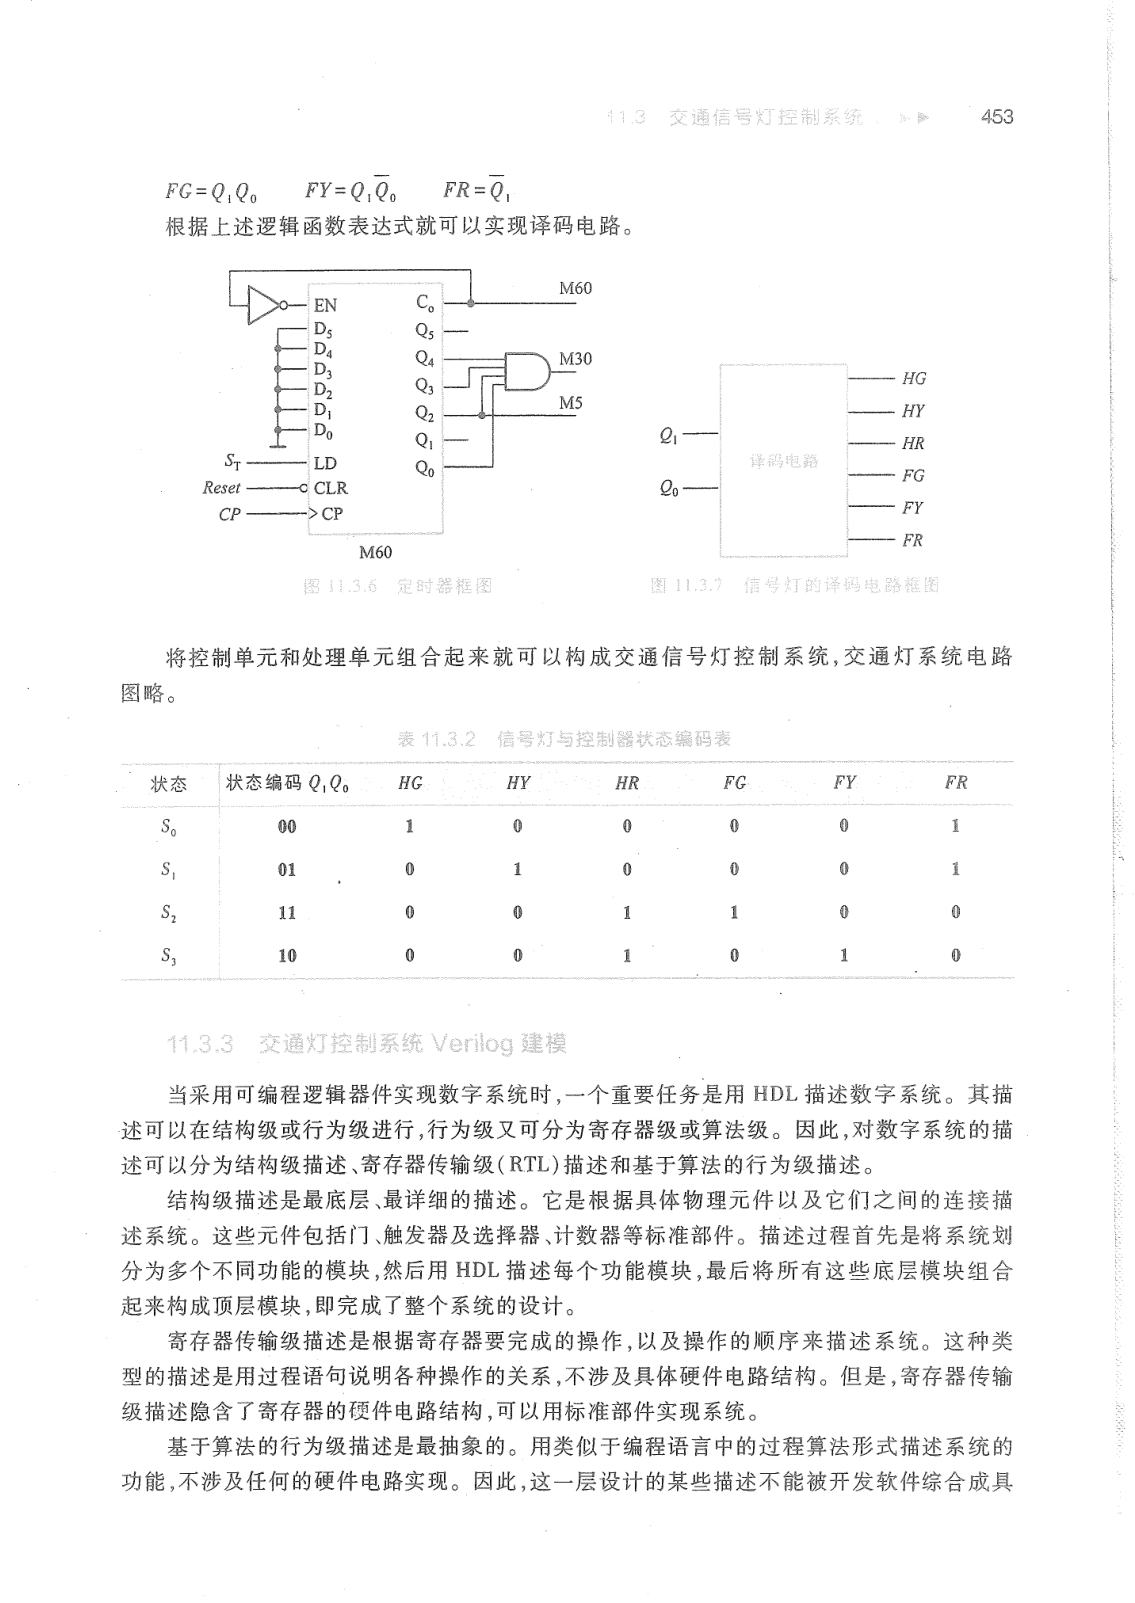 11.3 交通信号灯控制系统 453
FG=Q₁Q₀ FY=Q₁Q̅₀ FR=Q̅₁
根据上述逻辑函数表达式就可以实现译码电路。
M60
EN C₀
D₅ Q₅
D₄ Q₄ M30
D₃ Q₃
D₂ Q₂ M5
D₁ Q₁
D₀ Q₀
S_T LD
Reset CLR
CP CP
M60
图 11.3.6 定时器框图
HG
HY
Q₁ HR
译码电路
Q₀ FG
FY
FR
图 11.3.7 信号灯的译码电路框图
将控制单元和处理单元组合起来就可以构成交通信号灯控制系统,交通灯系统电路
图略。
表 11.3.2 信号灯与控制器状态编码表
状态 状态编码 Q₁Q₀ HG HY HR FG FY FR
S₀ 00 1 0 0 0 0 1
S₁ 01 0 1 0 0 0 1
S₂ 11 0 0 1 1 0 0
S₃ 10 0 0 1 0 1 0
11.3.3 交通灯控制系统 Verilog 建模
当采用可编程逻辑器件实现数字系统时,一个重要任务是用 HDL 描述数字系统。其描
述可以在结构级或行为级进行,行为级又可分为寄存器级或算法级。因此,对数字系统的描
述可以分为结构级描述、寄存器传输级(RTL)描述和基于算法的行为级描述。
结构级描述是最底层、最详细的描述。它是根据具体物理元件以及它们之间的连接描
述系统。这些元件包括门、触发器及选择器、计数器等标准部件。描述过程首先是将系统划
分为多个不同功能的模块,然后用 HDL 描述每个功能模块,最后将所有这些底层模块组合
起来构成顶层模块,即完成了整个系统的设计。
寄存器传输级描述是根据寄存器要完成的操作,以及操作的顺序来描述系统。这种类
型的描述是用过程语句说明各种操作的关系,不涉及具体硬件电路结构。但是,寄存器传输
级描述隐含了寄存器的硬件电路结构,可以用标准部件实现系统。
基于算法的行为级描述是最抽象的。用类似于编程语言中的过程算法形式描述系统的
功能,不涉及任何的硬件电路实现。因此,这一层设计的某些描述不能被开发软件综合成具